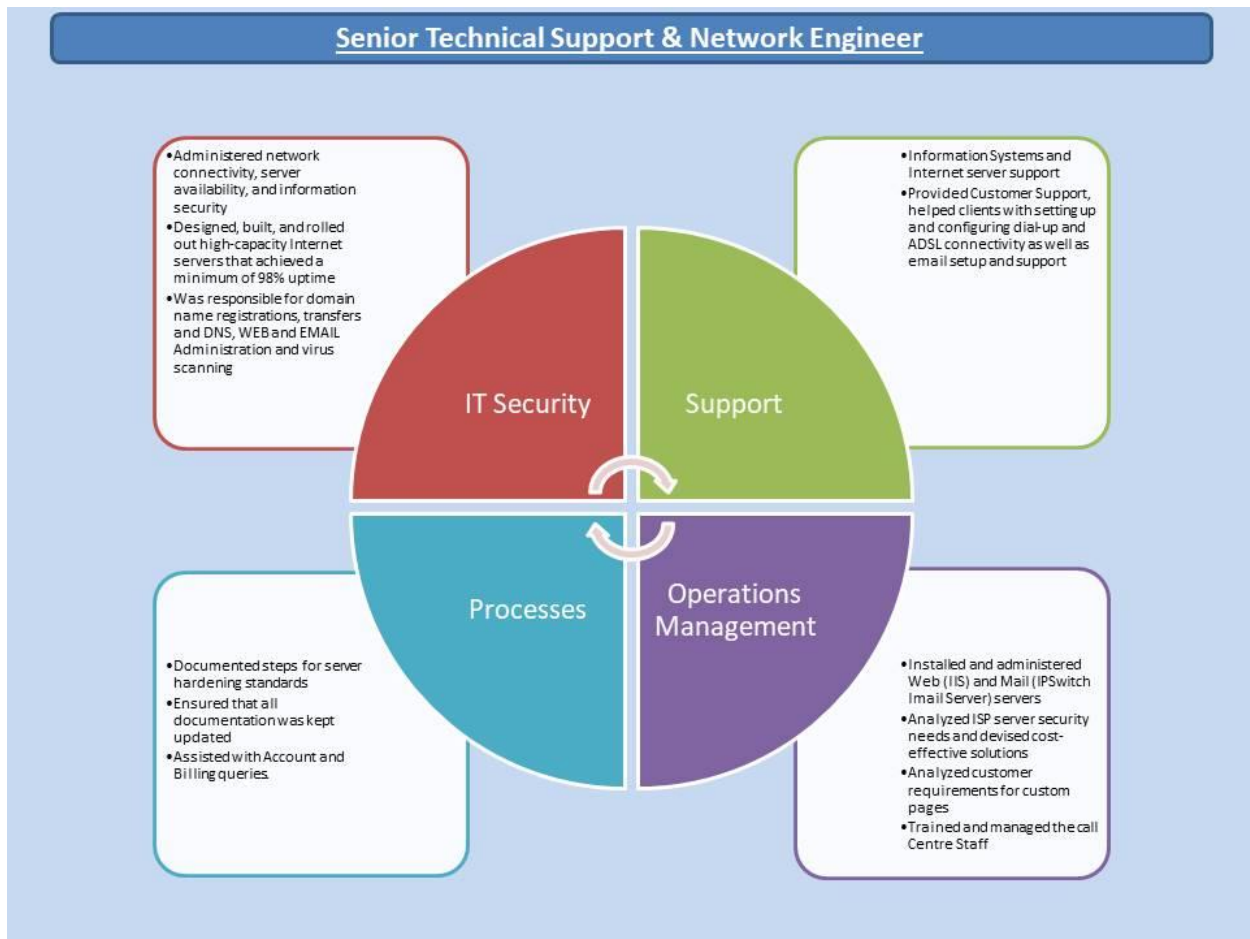 Senior Technical Support & Network Engineer
•Administered network
connectivity, server
availability, and information
security
•Designed, built, and rolled
out high-capacity Internet
servers that achieved a
minimum of 98% uptime
•Was responsible for domain
name registrations, transfers
and DNS, WEB and EMAIL
Administration and virus
scanning
•Information Systems and
Internet server support
•Provided Customer Support,
helped clients with setting up
and configuring dial-up and
ADSL connectivity as well as
email setup and support
IT Security
Support
Processes
Operations
Management
•Documented steps for server
hardening standards
•Ensured that all
documentation was kept
updated
•Assisted with Account and
Billing queries.
•Installed and administered
Web (IIS) and Mail (IPSwitch
Imail Server) servers
•Analyzed ISP server security
needs and devised cost-
effective solutions
•Analyzed customer
requirements for custom
pages
•Trained and managed the call
Centre Staff